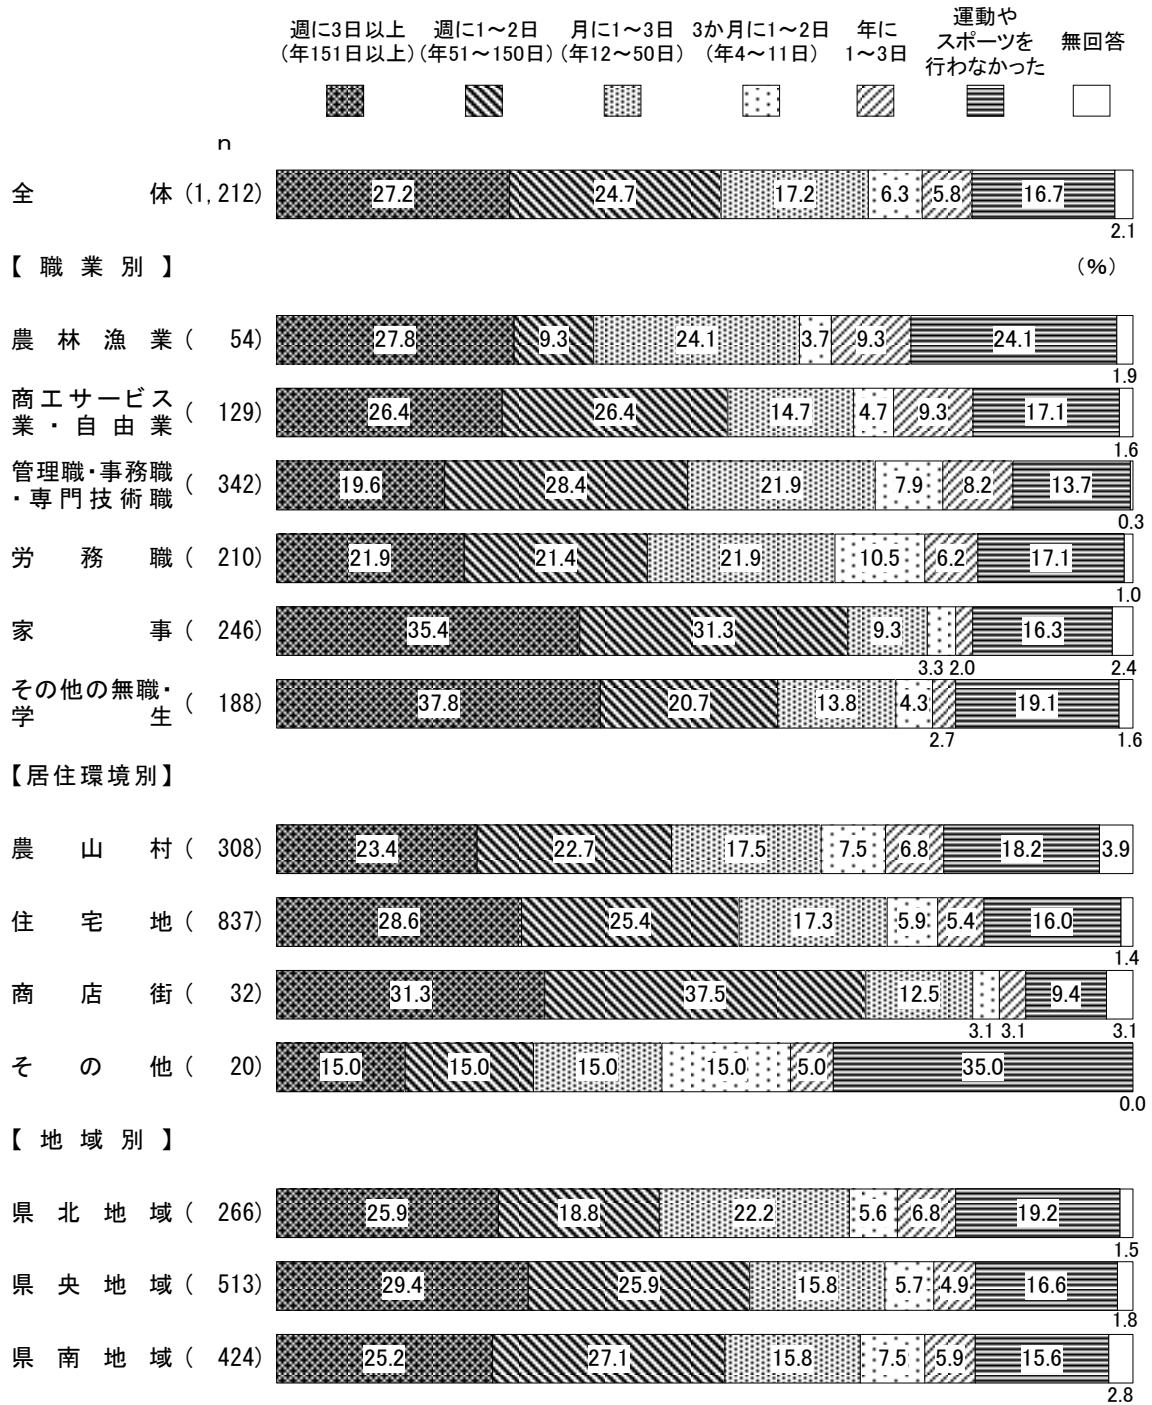 週に3日以上 週に1～2日 月に1～3日 3か月に1～2日 年に 運動や 無回答
(年151日以上) (年51～150日) (年12～50日) (年4～11日) 1～3日 スポーツを
行わなかった
n
全体 (1,212) 27.2 24.7 17.2 6.3 5.8 16.7
2.1
【職業別】 (%)
農林漁業 ( 54) 27.8 9.3 24.1 3.7 9.3 24.1
1.9
商工サービス
業・自由業 ( 129) 26.4 26.4 14.7 4.7 9.3 17.1
1.6
管理職・事務職
・専門技術職 ( 342) 19.6 28.4 21.9 7.9 8.2 13.7
0.3
労務職 ( 210) 21.9 21.4 21.9 10.5 6.2 17.1
1.0
家事 ( 246) 35.4 31.3 9.3 16.3
3.3 2.0 2.4
その他の無職・
学生 ( 188) 37.8 20.7 13.8 4.3 19.1
2.7 1.6
【居住環境別】
農山村 ( 308) 23.4 22.7 17.5 7.5 6.8 18.2 3.9
住宅地 ( 837) 28.6 25.4 17.3 5.9 5.4 16.0
1.4
商店街 ( 32) 31.3 37.5 12.5 9.4
3.1 3.1 3.1
その他 ( 20) 15.0 15.0 15.0 15.0 5.0 35.0
0.0
【地域別】
県北地域 ( 266) 25.9 18.8 22.2 5.6 6.8 19.2
1.5
県央地域 ( 513) 29.4 25.9 15.8 5.7 4.9 16.6
1.8
県南地域 ( 424) 25.2 27.1 15.8 7.5 5.9 15.6
2.8